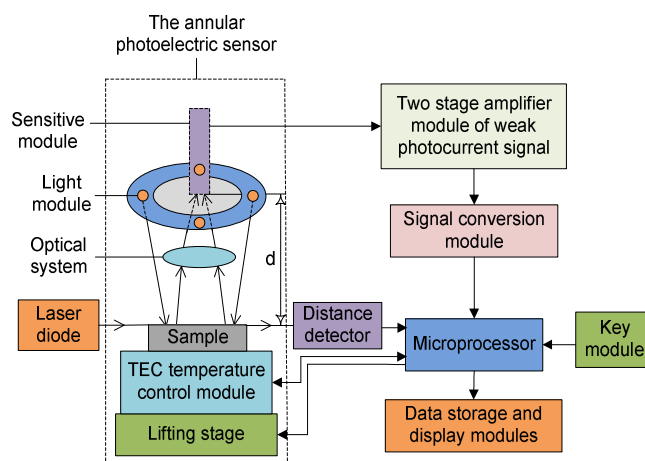 The annular
photoelectric sensor
Sensitive
module
Two stage amplifier
module of weak
photocurrent signal
Light
module
Signal conversion
module
Optical
system
d
Laser
diode
Sample
Distance
detector
Microprocessor
Key
module
TEC temperature
control module
Data storage and
display modules
Lifting stage